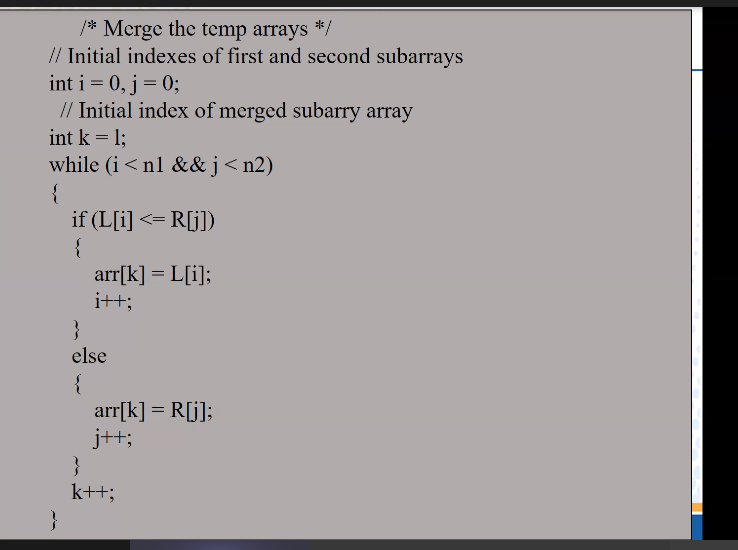 /* Merge the temp arrays */
// Initial indexes of first and second subarrays
int i = 0, j = 0;
// Initial index of merged subarry array
int k = l;
while (i < n1 && j < n2)
{
if (L[i] <= R[j])
{
arr[k] = L[i];
i++;
}
else
{
arr[k] = R[j];
j++;
}
k++;
}